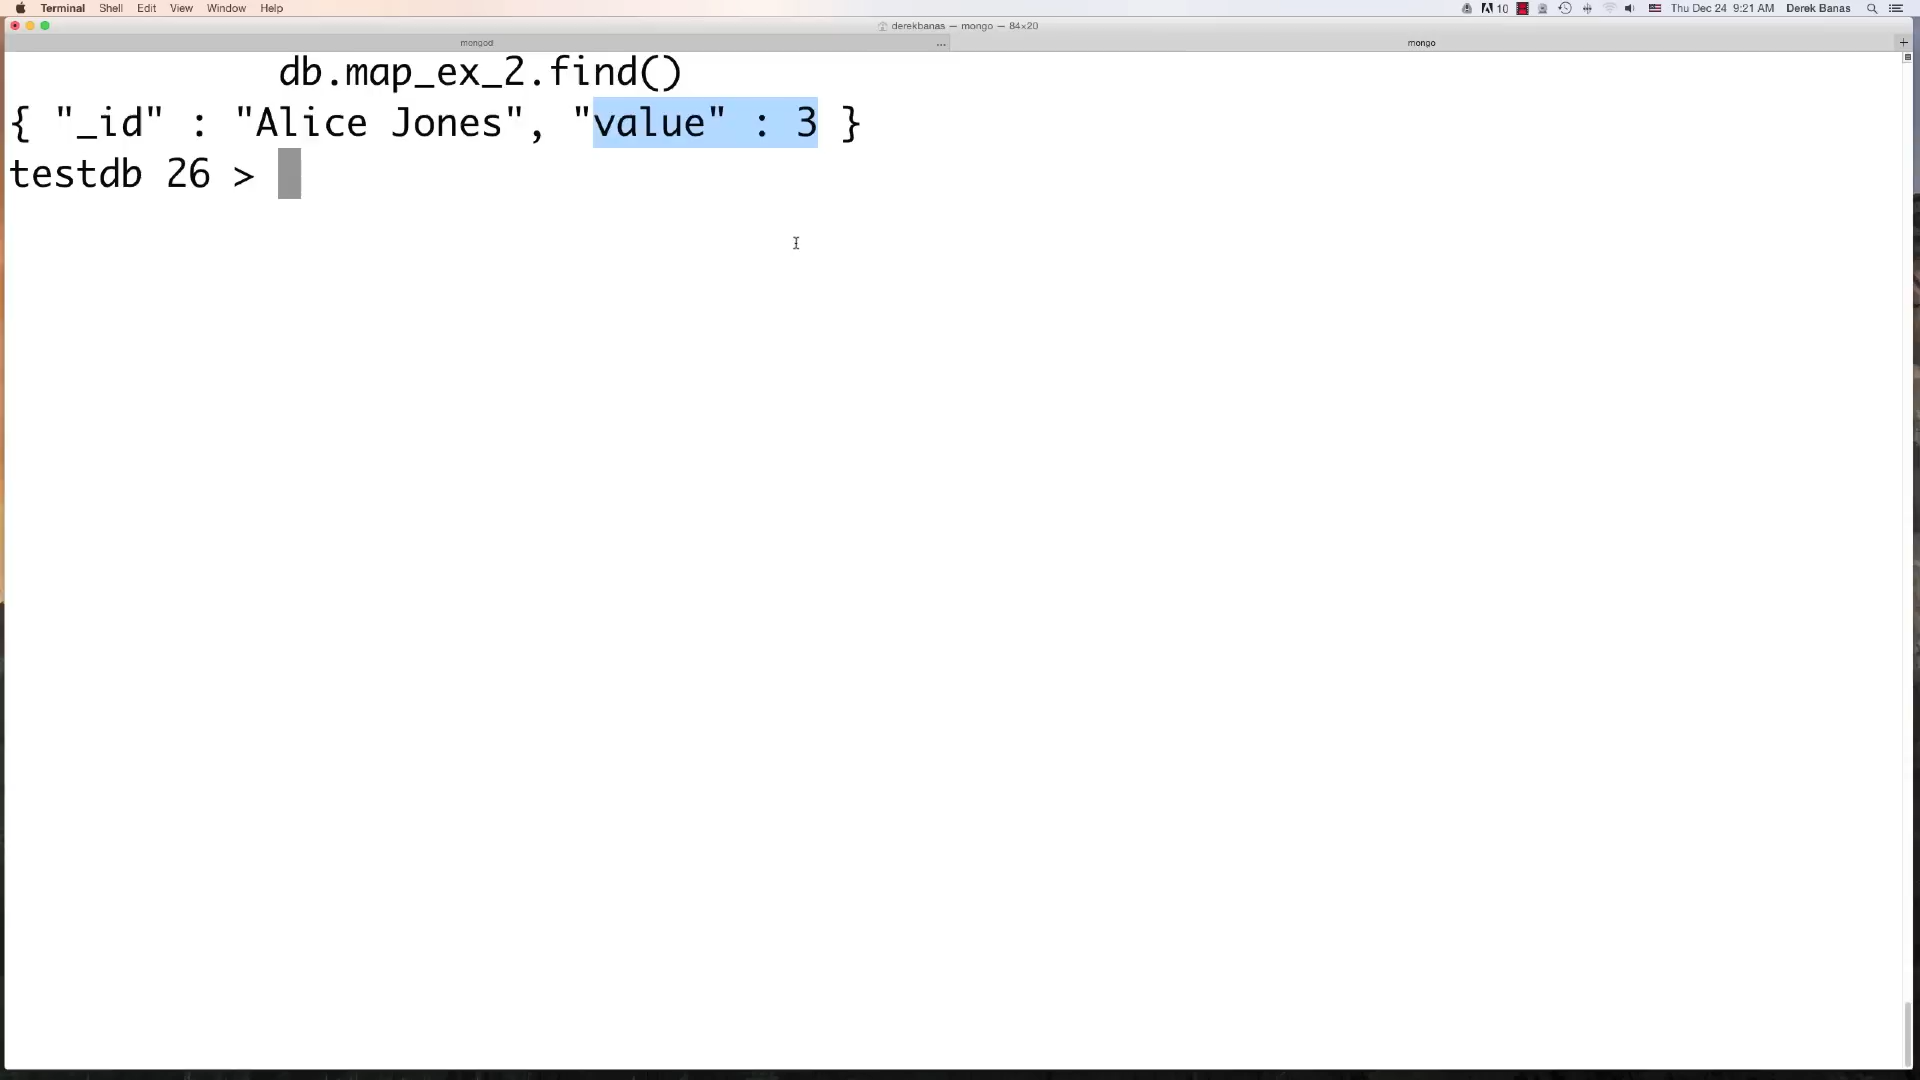 Terminal Shell Edit View Window Help
10 Thu Dec 24 9:21 AM Derek Banas
derekbanas — mongo — 84×20
mongod ... mongo +
db.map_ex_2.find()
{ "_id" : "Alice Jones", "value" : 3 }
testdb 26 >